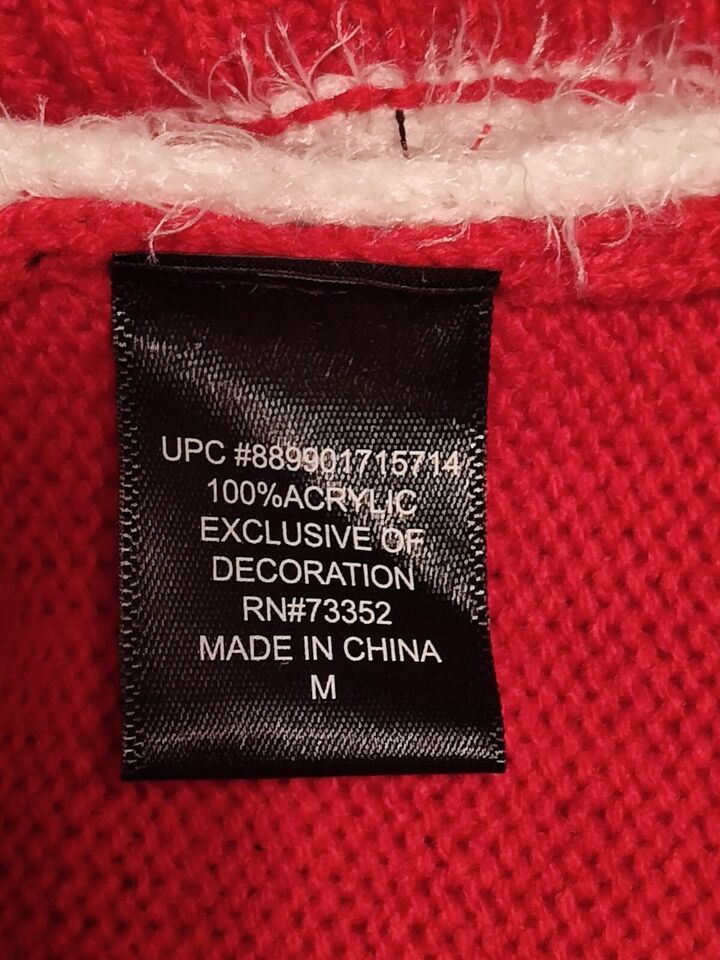 UPC #889901715714
100%ACRYLIC
EXCLUSIVE OF
DECORATION
RN#73352
MADE IN CHINA
M